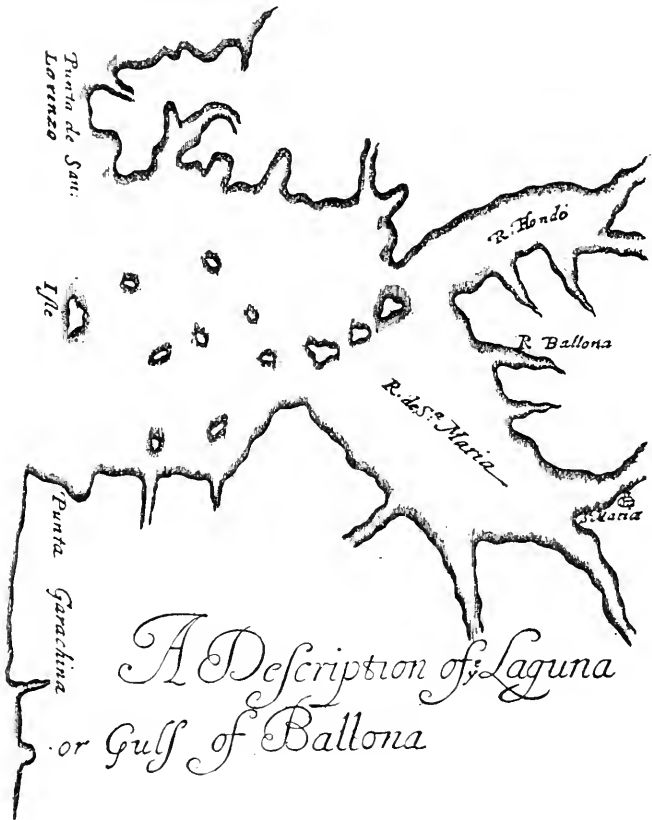 Punta de San:
Lorenzo
R. Hondo
Isle
R Ballona
R. de Sᵗᵃ Maria
S. Maria
Punta Garachina
A Description of yᵉ Laguna
or Gulf of Ballona